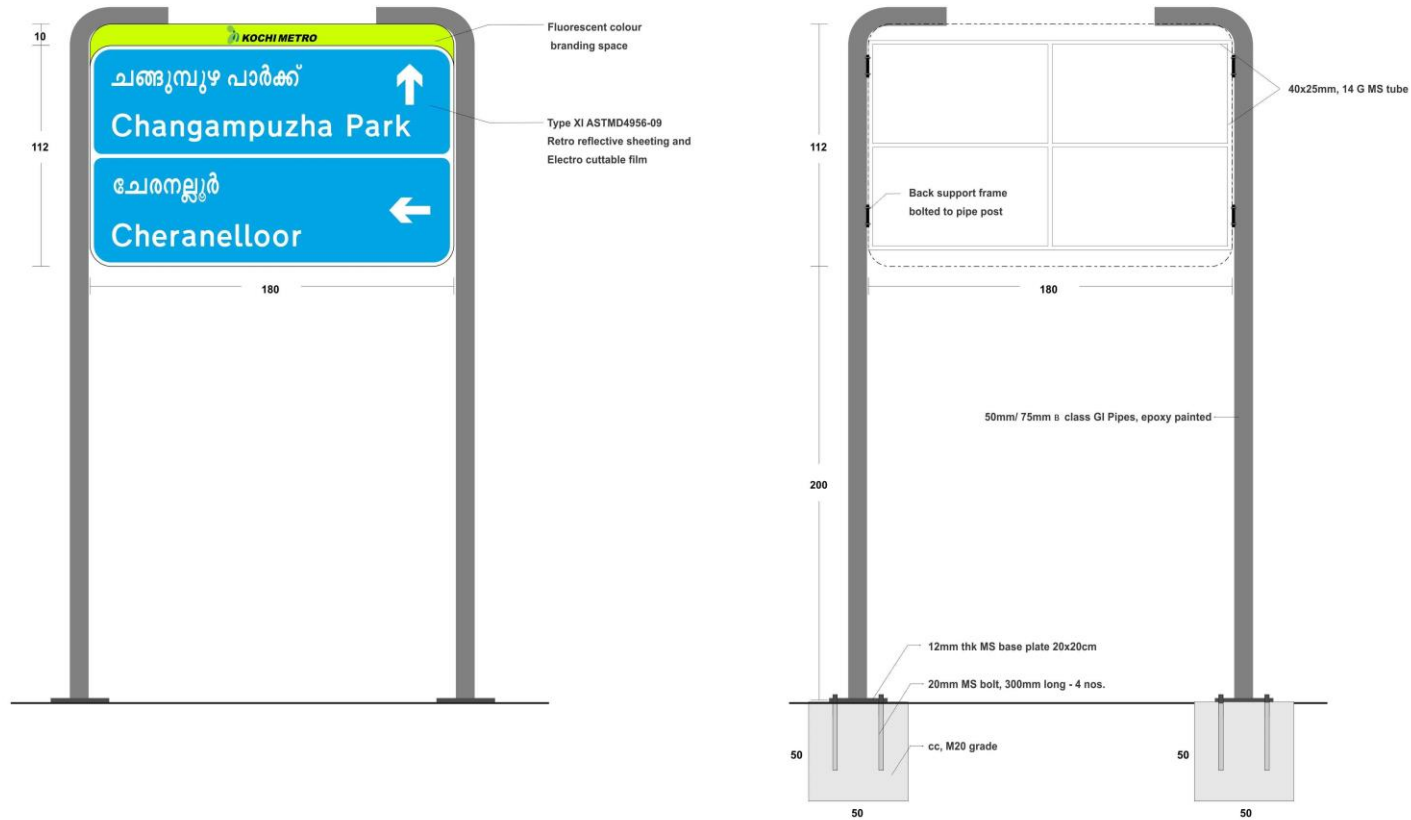 10
KOCHI METRO
Fluorescent colour
branding space
112
ചങ്ങുമ്പുഴ പാർക്ക്
Changampuzha Park
Type XI ASTMD4956-09
Retro reflective sheeting and
Electro cuttable film
ചേരനല്ലൂർ
Cheranelloor
180
40x25mm, 14 G MS tube
112
Back support frame
bolted to pipe post
180
50mm/ 75mm B class GI Pipes, epoxy painted
200
12mm thk MS base plate 20x20cm
20mm MS bolt, 300mm long - 4 nos.
cc, M20 grade
50
50
50
50